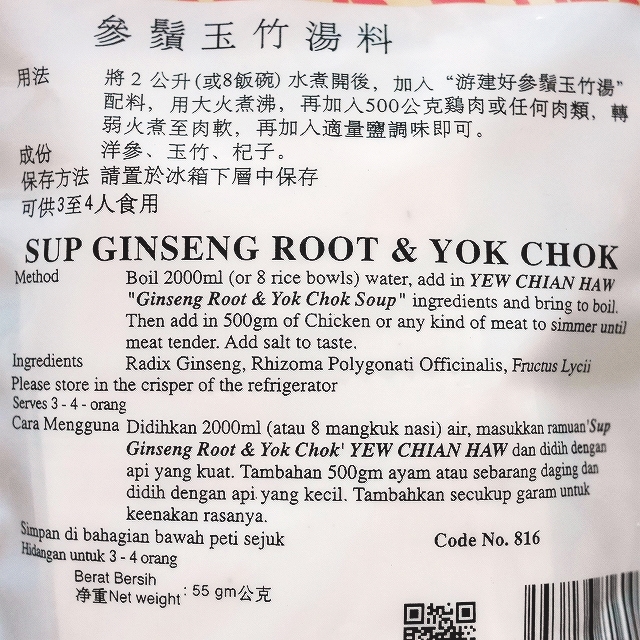 參鬚玉竹湯料
用法 將2公升(或8飯碗)水煮開後，加入“游建好參鬚玉竹湯”
配料，用大火煮沸，再加入500公克鷄肉或任何肉類，轉
弱火煮至肉軟，再加入適量鹽調味即可。
成份 洋參、玉竹、杞子。
保存方法 請置於冰箱下層中保存
可供3至4人食用
SUP GINSENG ROOT & YOK CHOK
Method Boil 2000ml (or 8 rice bowls) water, add in YEW CHIAN HAW
"Ginseng Root & Yok Chok Soup" ingredients and bring to boil.
Then add in 500gm of Chicken or any kind of meat to simmer until
meat tender. Add salt to taste.
Ingredients Radix Ginseng, Rhizoma Polygonati Officinalis, Fructus Lycii
Please store in the crisper of the refrigerator
Serves 3 - 4 - orang
Cara Mengguna Didihkan 2000ml (atau 8 mangkuk nasi) air, masukkan ramuan 'Sup
Ginseng Root & Yok Chok' YEW CHIAN HAW dan didih dengan
api yang kuat. Tambahan 500gm ayam atau sebarang daging dan
didih dengan api yang kecil. Tambahkan secukup garam untuk
keenakan rasanya.
Simpan di bahagian bawah peti sejuk
Code No. 816
Hidangan untuk 3 - 4 orang
Berat Bersih
净重Net weight : 55 gm公克